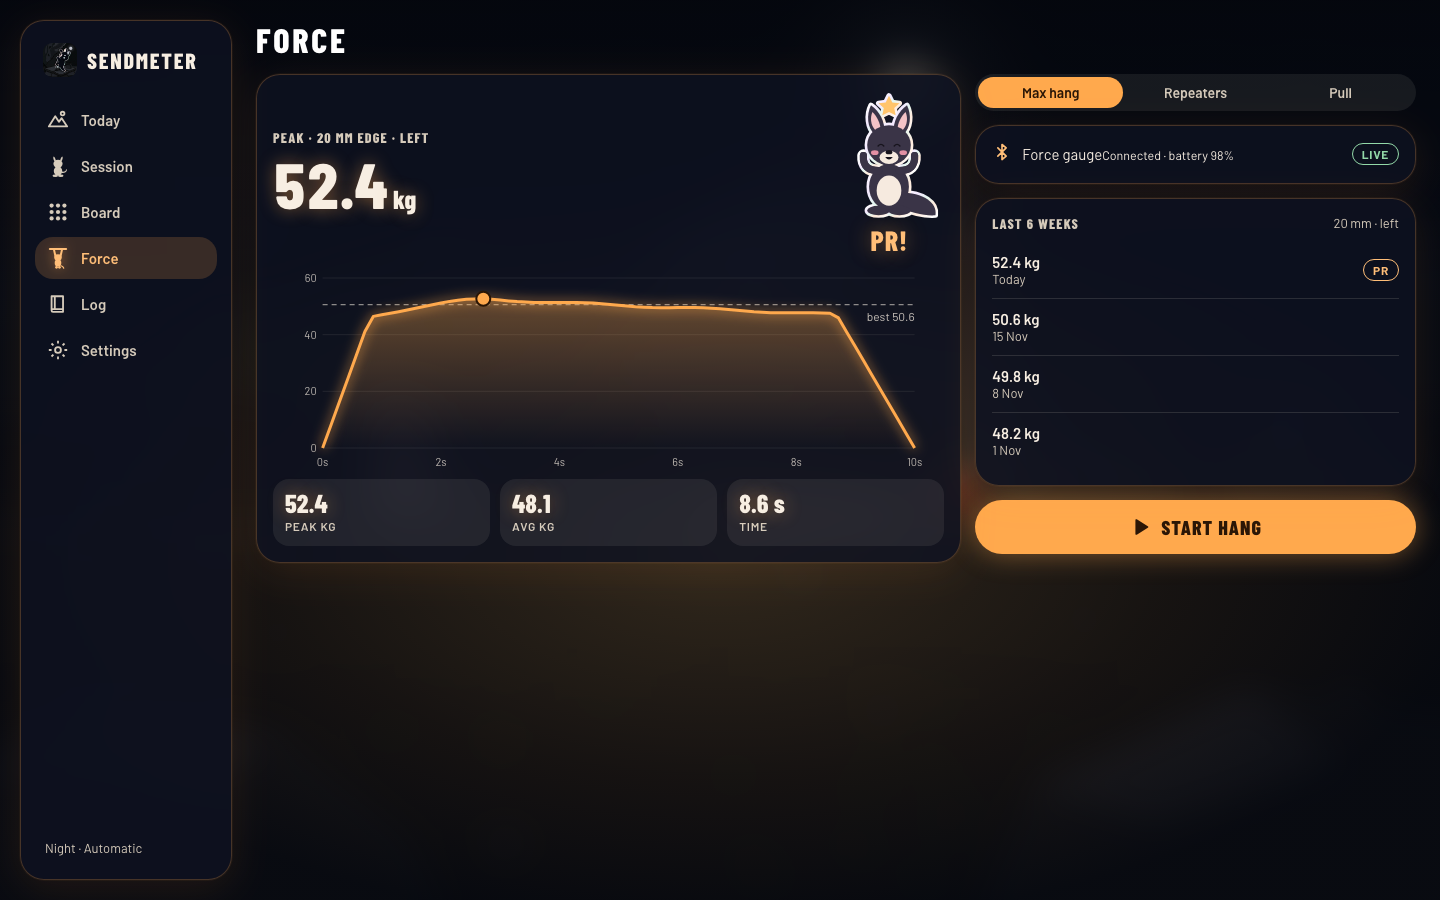 SENDMETER
Today
Session
Board
Force
Log
Settings
Night · Automatic
FORCE
PEAK · 20 MM EDGE · LEFT
52.4 kg
PR!
60
40
20
0
best 50.6
0s 2s 4s 6s 8s 10s
52.4
PEAK KG
48.1
AVG KG
8.6 s
TIME
Max hang Repeaters Pull
Force gaugeConnected · battery 98% LIVE
LAST 6 WEEKS 20 mm · left
52.4 kg
Today
PR
50.6 kg
15 Nov
49.8 kg
8 Nov
48.2 kg
1 Nov
START HANG